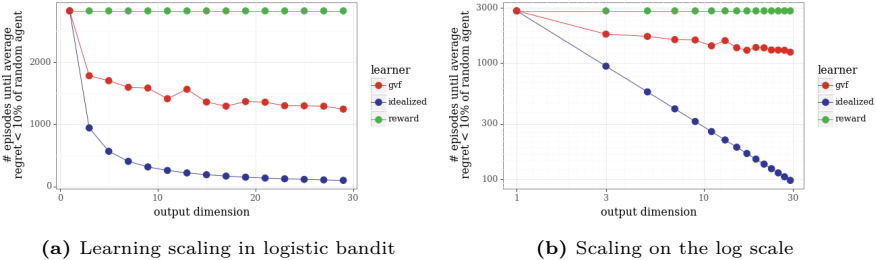 # episodes until average
regret < 10% of random agent
2000
1000
0
0
10
20
30
output dimension
learner
gvf
idealized
reward
(a) Learning scaling in logistic bandit
# episodes until average
regret < 10% of random agent
3000
1000
300
100
1
3
10
30
output dimension
learner
gvf
idealized
reward
(b) Scaling on the log scale